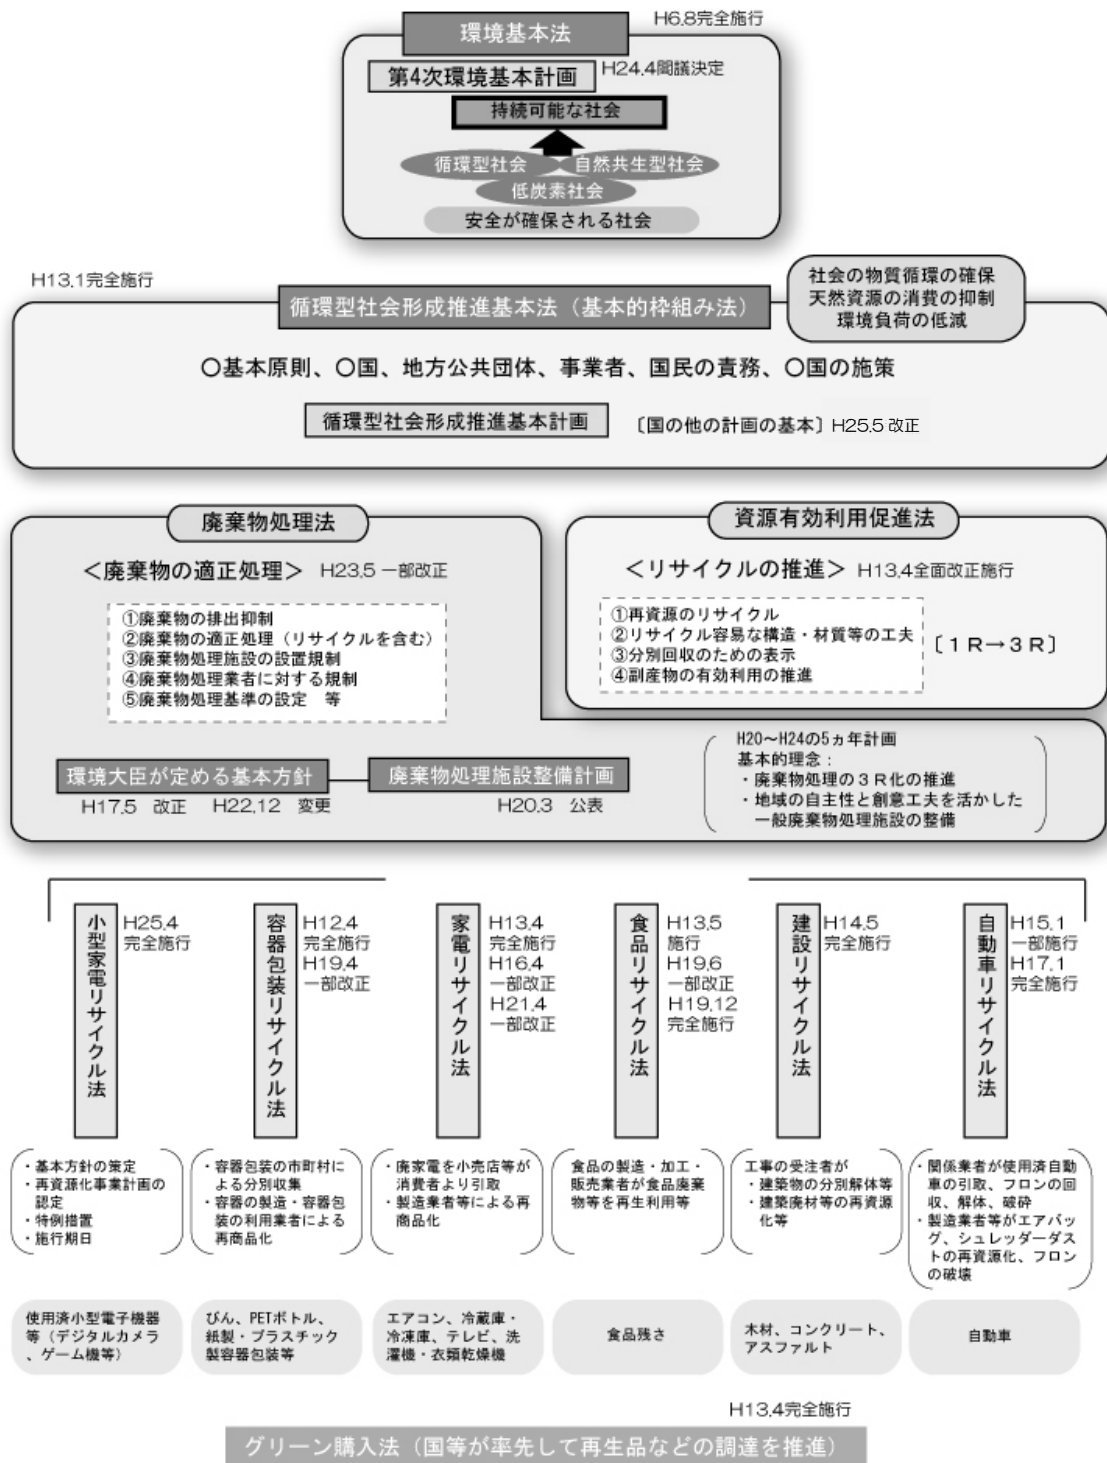 H6.8完全施行
環境基本法
第4次環境基本計画
H24.4閣議決定
持続可能な社会
循環型社会
自然共生型社会
低炭素社会
安全が確保される社会
H13.1完全施行
循環型社会形成推進基本法（基本的枠組み法）
社会の物質循環の確保
天然資源の消費の抑制
環境負荷の低減
〇基本原則、〇国、地方公共団体、事業者、国民の責務、〇国の施策
循環型社会形成推進基本計画
〔国の他の計画の基本〕H25.5 改正
廃棄物処理法
＜廃棄物の適正処理＞ H23.5 一部改正
①廃棄物の排出抑制
②廃棄物の適正処理（リサイクルを含む）
③廃棄物処理施設の設置規制
④廃棄物処理業者に対する規制
⑤廃棄物処理基準の設定　等
資源有効利用促進法
＜リサイクルの推進＞ H13.4全面改正施行
①再資源のリサイクル
②リサイクル容易な構造・材質等の工夫
③分別回収のための表示
④副産物の有効利用の推進
〔１Ｒ→３Ｒ〕
環境大臣が定める基本方針
H17.5 改正 H22.12 変更
廃棄物処理施設整備計画
H20.3 公表
H20～H24の5ヵ年計画
基本的理念：
・廃棄物処理の３Ｒ化の推進
・地域の自主性と創意工夫を活かした
一般廃棄物処理施設の整備
小型家電リサイクル法
H25.4
完全施行
容器包装リサイクル法
H12.4
完全施行
H19.4
一部改正
家電リサイクル法
H13.4
完全施行
H16.4
一部改正
H21.4
一部改正
食品リサイクル法
H13.5
施行
H19.6
一部改正
H19.12
完全施行
建設リサイクル法
H14.5
完全施行
自動車リサイクル法
H15.1
一部施行
H17.1
完全施行
・基本方針の策定
・再資源化事業計画の
認定
・特例措置
・施行期日
・容器包装の市町村に
よる分別収集
・容器の製造・容器包
装の利用業者による
再商品化
・廃家電を小売店等が
消費者より引取
・製造業者等による再
商品化
食品の製造・加工・
販売業者が食品廃棄
物等を再生利用等
工事の受注者が
・建築物の分別解体等
・建築廃材等の再資源
化等
・関係業者が使用済自動
車の引取、フロンの回
収、解体、破砕
・製造業者等がエアバッ
グ、シュレッダーダス
トの再資源化、フロン
の破壊
使用済小型電子機器
等（デジタルカメラ
、ゲーム機等）
びん、PETボトル、
紙製・プラスチック
製容器包装等
エアコン、冷蔵庫・
冷凍庫、テレビ、洗
濯機・衣類乾燥機
食品残さ
木材、コンクリート、
アスファルト
自動車
H13.4完全施行
グリーン購入法（国等が率先して再生品などの調達を推進）